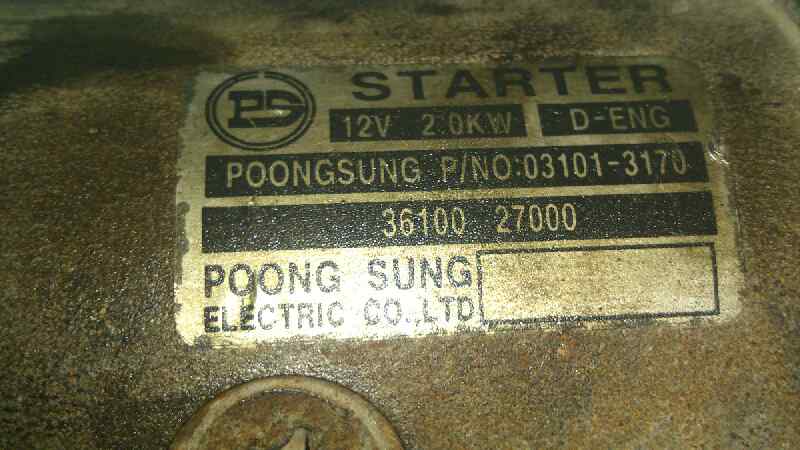 PS STARTER
12V 2.0KW D-ENG
POONGSUNG P/NO:03101-3170
36100 27000
POONG SUNG
ELECTRIC CO.,LTD